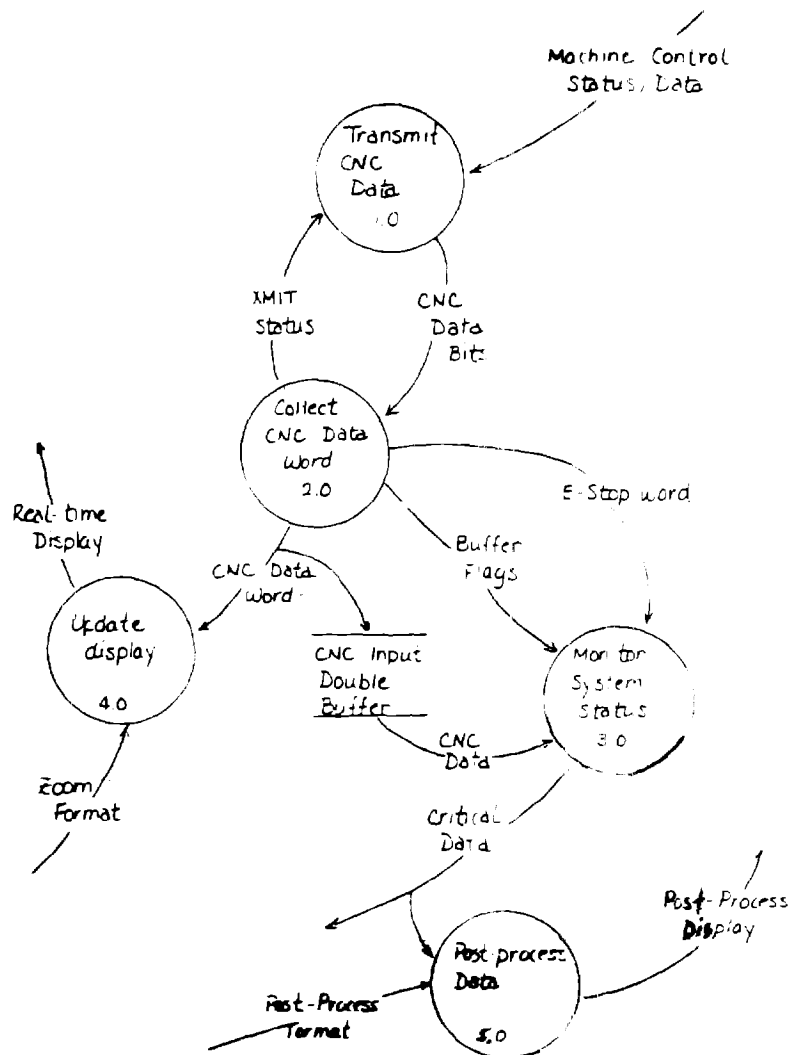 Machine Control
Status, Data
Transmit
CNC
Data
1.0
XMIT
Status
CNC
Data
Bits
Collect
CNC Data
Word
2.0
E-Stop word
Real-time
Display
Buffer
Flags
CNC Data
Word
Update
display
4.0
CNC Input
Double
Buffer
Monitor
System
Status
3.0
CNC
Data
Zoom
Format
Critical
Data
Post-Process
Display
Post-process
Data
5.0
Post-Process
Format